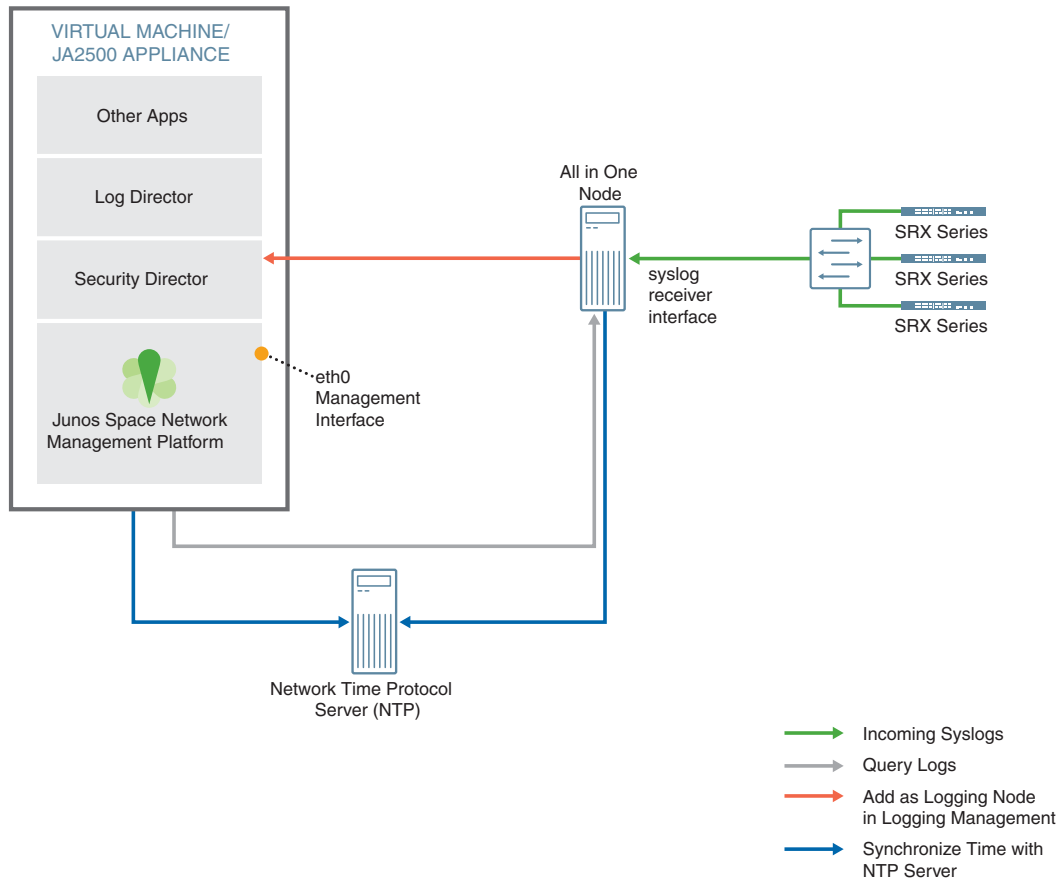 VIRTUAL MACHINE/
JA2500 APPLIANCE
Other Apps
Log Director
Security Director
Junos Space Network
Management Platform
eth0
Management
Interface
All in One
Node
syslog
receiver
interface
SRX Series
SRX Series
SRX Series
Network Time Protocol
Server (NTP)
Incoming Syslogs
Query Logs
Add as Logging Node
in Logging Management
Synchronize Time with
NTP Server